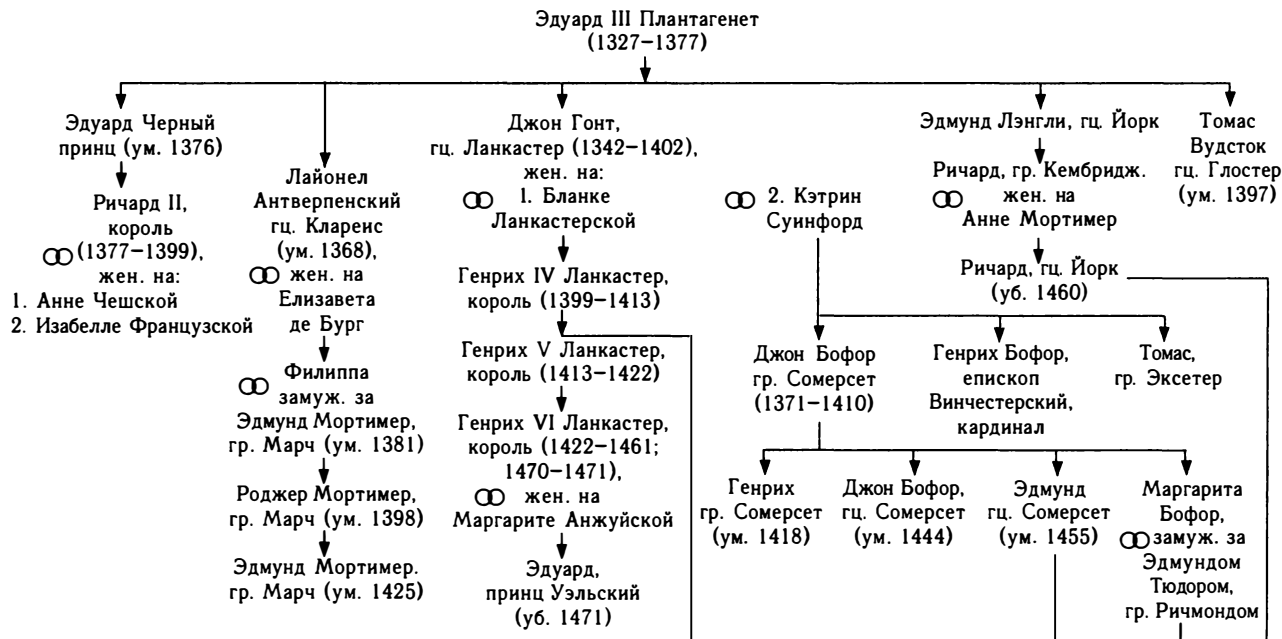 Эдуард III Плантагенет
(1327–1377)
Эдуард Черный
принц (ум. 1376)
Ричард II,
король
(1377–1399),
жен. на:
1. Анне Чешской
2. Изабелле Французской
Лайонел
Антверпенский
гц. Клареис
(ум. 1368),
жен. на
Елизавета
де Бург
Филиппа
замуж. за
Эдмунд Мортимер,
гр. Марч (ум. 1381)
Роджер Мортимер,
гр. Марч (ум. 1398)
Эдмунд Мортимер.
гр. Марч (ум. 1425)
Джон Гонт,
гц. Ланкастер (1342–1402),
жен. на:
1. Бланке
Ланкастерской
Генрих IV Ланкастер,
король (1399–1413)
Генрих V Ланкастер,
король (1413–1422)
Генрих VI Ланкастер,
король (1422–1461;
1470–1471),
жен. на
Маргарите Анжуйской
Эдуард,
принц Уэльский
(уб. 1471)
2. Кэтрин
Суинфорд
Джон Бофор
гр. Сомерсет
(1371–1410)
Генрих Бофор,
епископ
Винчестерский,
кардинал
Томас,
гр. Эксетер
Генрих
гр. Сомерсет
(ум. 1418)
Джон Бофор,
гц. Сомерсет
(ум. 1444)
Эдмунд
гц. Сомерсет
(ум. 1455)
Маргарита
Бофор,
замуж. за
Эдмундом
Тюдором,
гр. Ричмондом
Эдмунд Лэнгли, гц. Йорк
Ричард, гр. Кембридж.
жен. на
Анне Мортимер
Ричард, гц. Йорк
(уб. 1460)
Томас
Вудсток
гц. Глостер
(ум. 1397)